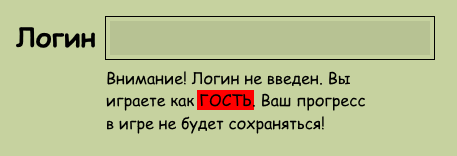 Логин
Внимание! Логин не введен. Вы
играете как ГОСТЬ. Ваш прогресс
в игре не будет сохраняться!